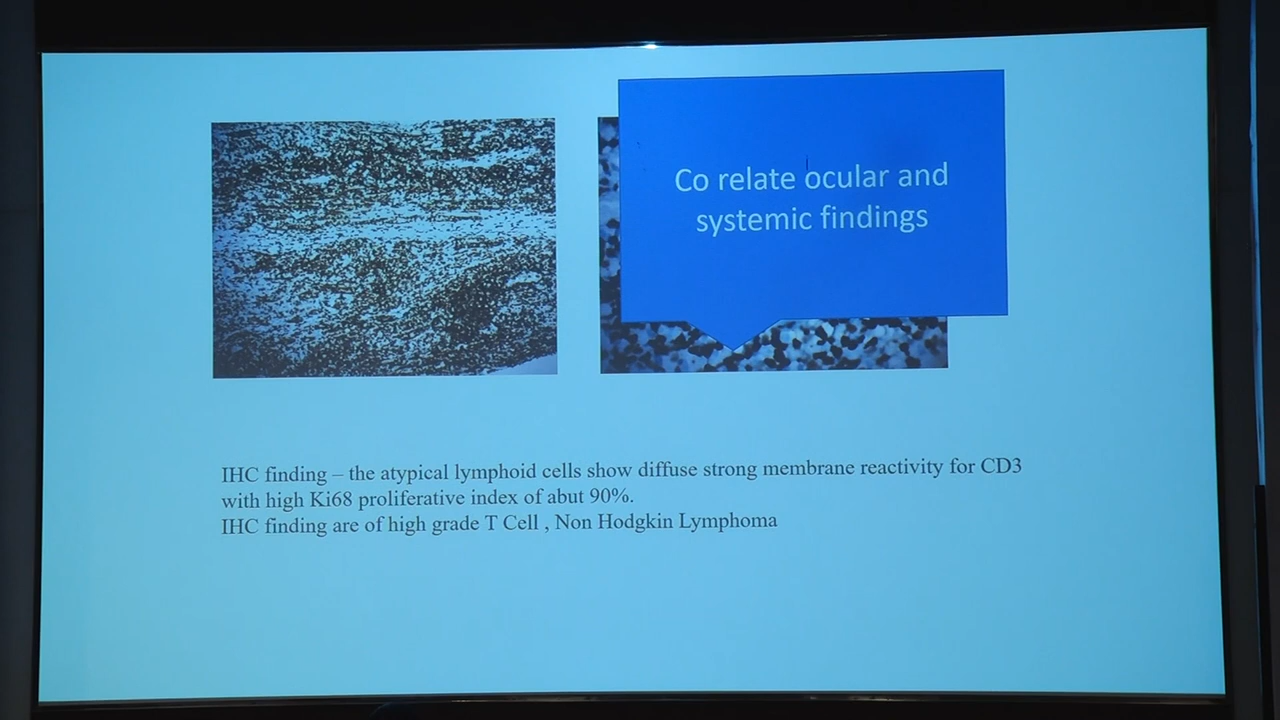 Co relate ocular and
systemic findings
IHC finding – the atypical lymphoid cells show diffuse strong membrane reactivity for CD3
with high Ki68 proliferative index of abut 90%.
IHC finding are of high grade T Cell , Non Hodgkin Lymphoma